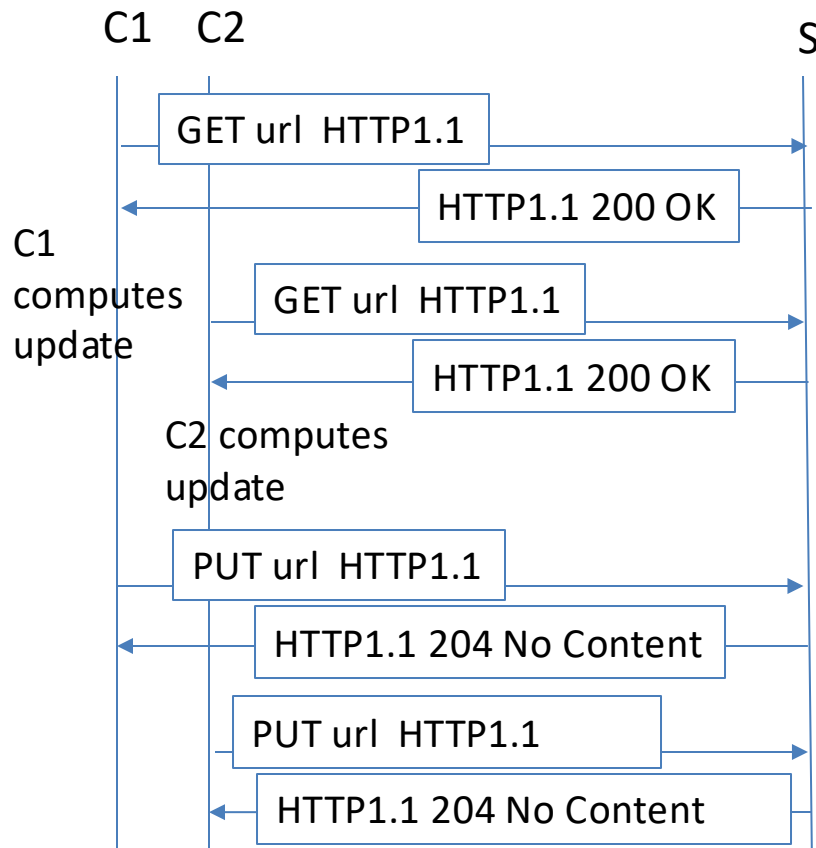 C1 C2 S
GET url HTTP1.1
HTTP1.1 200 OK
C1
computes
update
GET url HTTP1.1
HTTP1.1 200 OK
C2 computes
update
PUT url HTTP1.1
HTTP1.1 204 No Content
PUT url HTTP1.1
HTTP1.1 204 No Content